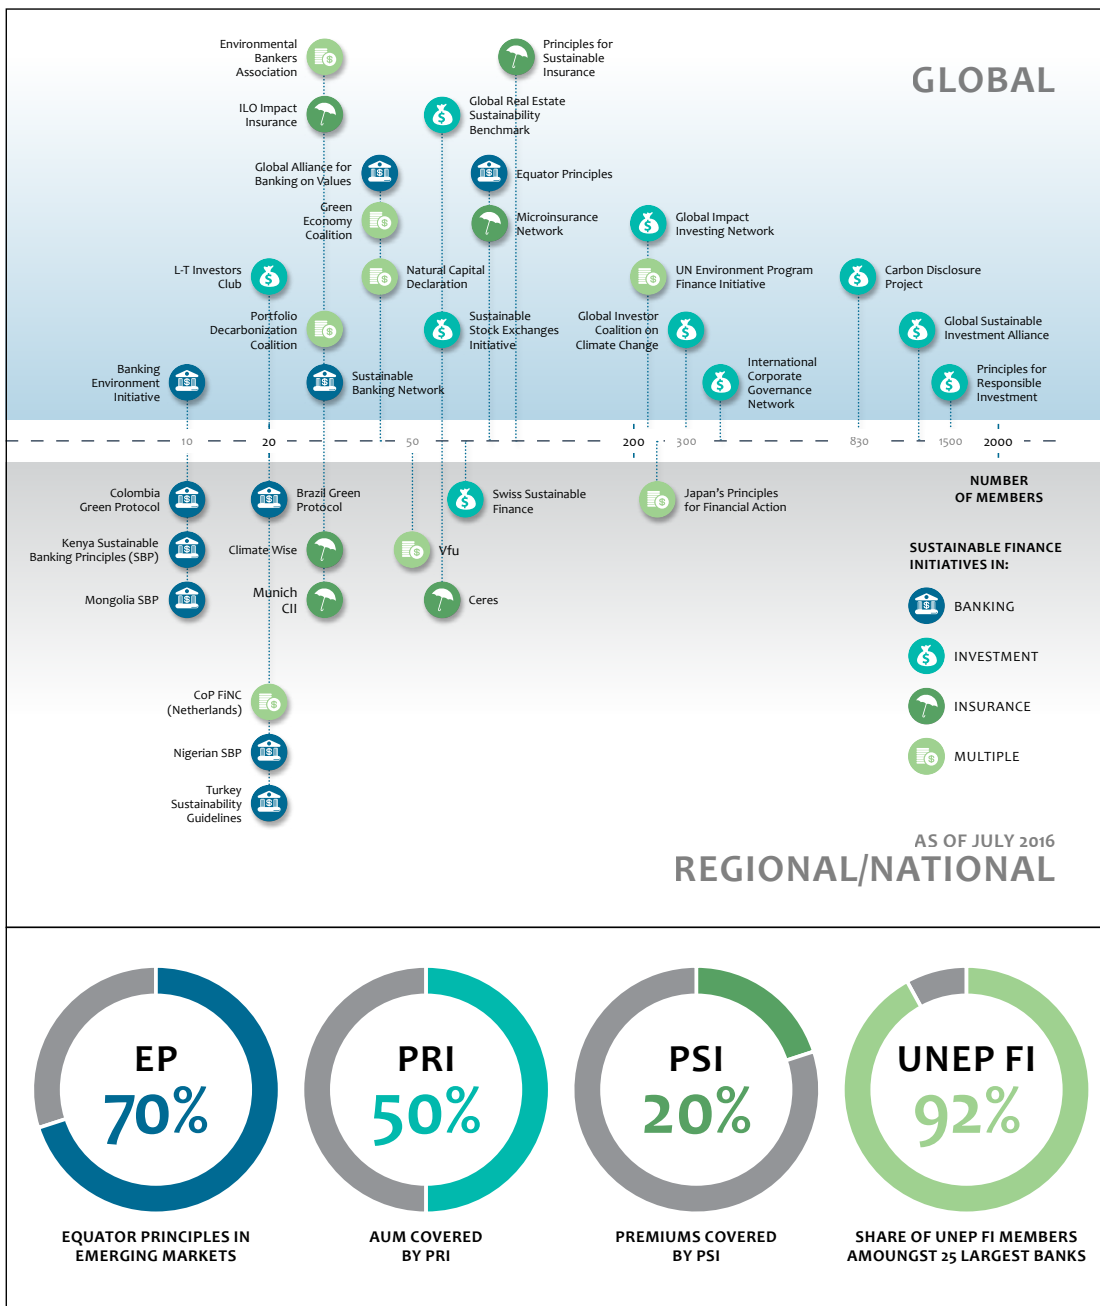 GLOBAL
Environmental
Bankers
Association
Principles for
Sustainable
Insurance
ILO Impact
Insurance
Global Real Estate
Sustainability
Benchmark
Global Alliance for
Banking on Values
Equator Principles
Green
Economy
Coalition
Microinsurance
Network
Global Impact
Investing Network
L-T Investors
Club
Natural Capital
Declaration
UN Environment Program
Finance Initiative
Carbon Disclosure
Project
Portfolio
Decarbonization
Coalition
Sustainable
Stock Exchanges
Initiative
Global Investor
Coalition on
Climate Change
Global Sustainable
Investment Alliance
Banking
Environment
Initiative
Sustainable
Banking Network
International
Corporate
Governance
Network
Principles for
Responsible
Investment
10 20 50 200 300 830 1500 2000
NUMBER
OF MEMBERS
Colombia
Green Protocol
Brazil Green
Protocol
Swiss Sustainable
Finance
Japan's Principles
for Financial Action
Kenya Sustainable
Banking Principles (SBP)
Climate Wise
Vfu
Mongolia SBP
Munich
CII
Ceres
CoP FiNC
(Netherlands)
Nigerian SBP
Turkey
Sustainability
Guidelines
SUSTAINABLE FINANCE
INITIATIVES IN:
BANKING
INVESTMENT
INSURANCE
MULTIPLE
AS OF JULY 2016
REGIONAL/NATIONAL
EP
70%
EQUATOR PRINCIPLES IN
EMERGING MARKETS
PRI
50%
AUM COVERED
BY PRI
PSI
20%
PREMIUMS COVERED
BY PSI
UNEP FI
92%
SHARE OF UNEP FI MEMBERS
AMOUNGST 25 LARGEST BANKS